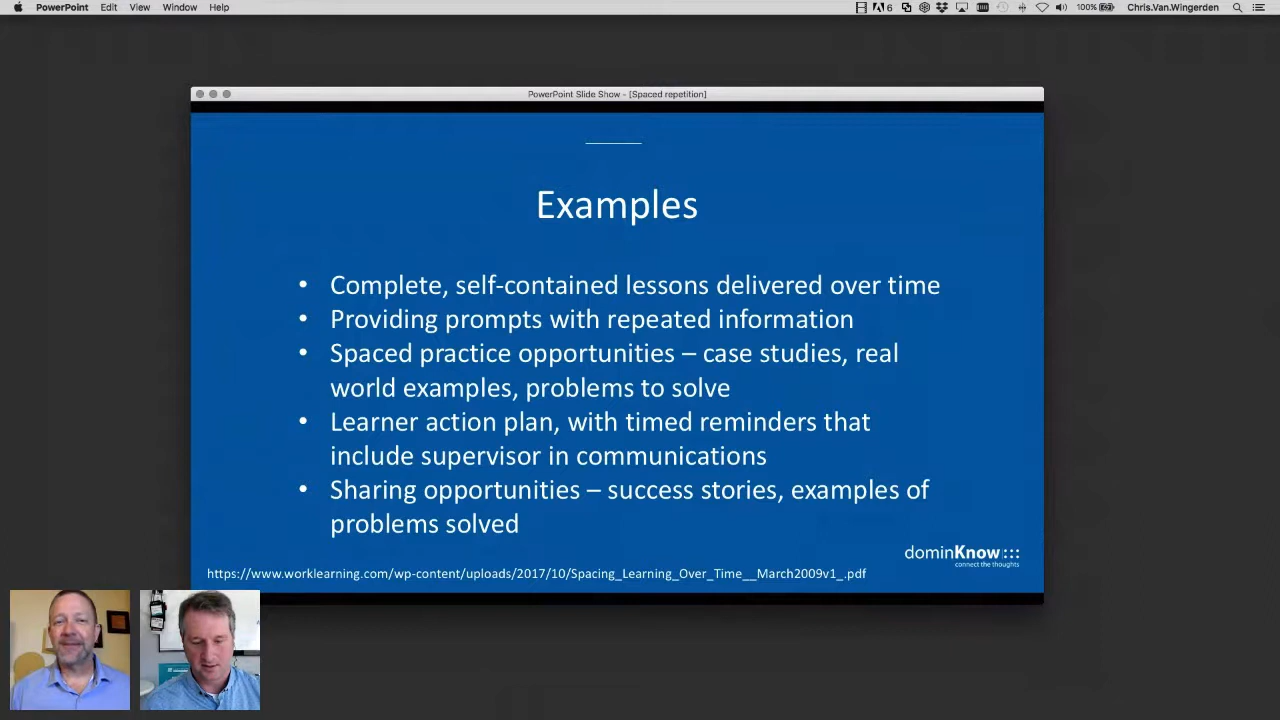 PowerPoint Edit View Window Help 6 100% Chris.Van.Wingerden
PowerPoint Slide Show - [Spaced repetition]
Examples
• Complete, self-contained lessons delivered over time
• Providing prompts with repeated information
• Spaced practice opportunities – case studies, real
world examples, problems to solve
• Learner action plan, with timed reminders that
include supervisor in communications
• Sharing opportunities – success stories, examples of
problems solved
dominKnow:::
connect the thoughts
https://www.worklearning.com/wp-content/uploads/2017/10/Spacing_Learning_Over_Time__March2009v1_.pdf